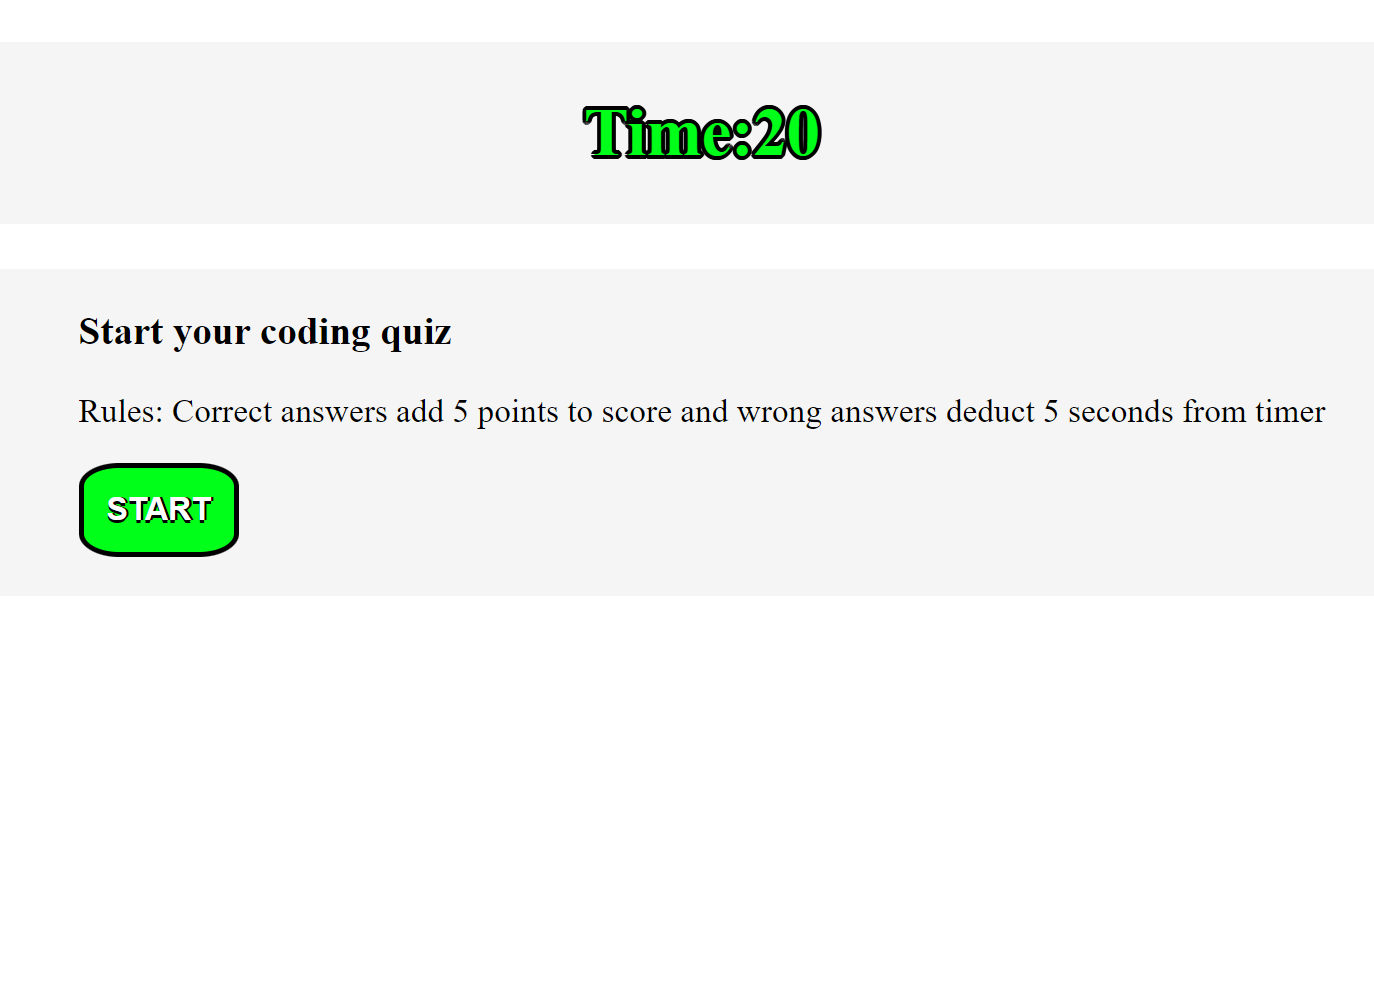 Time:20
Start your coding quiz
Rules: Correct answers add 5 points to score and wrong answers deduct 5 seconds from timer
START